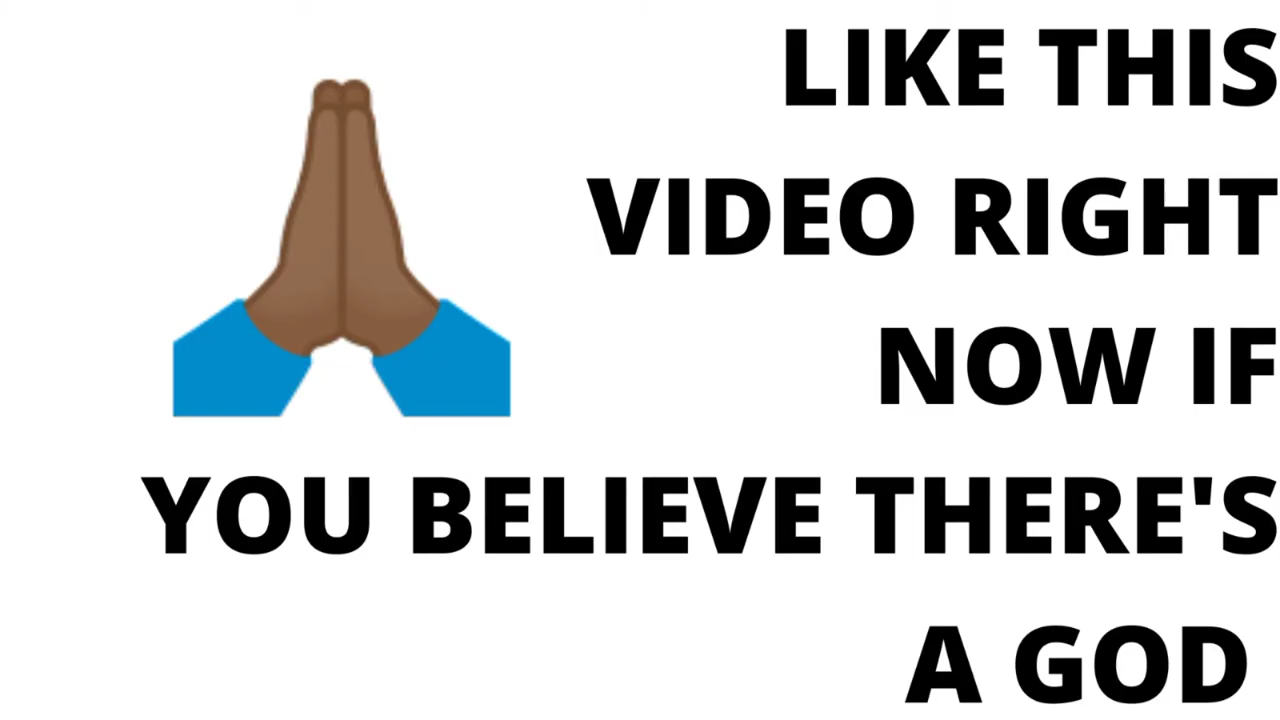 LIKE THIS
VIDEO RIGHT
NOW IF
YOU BELIEVE THERE'S
A GOD